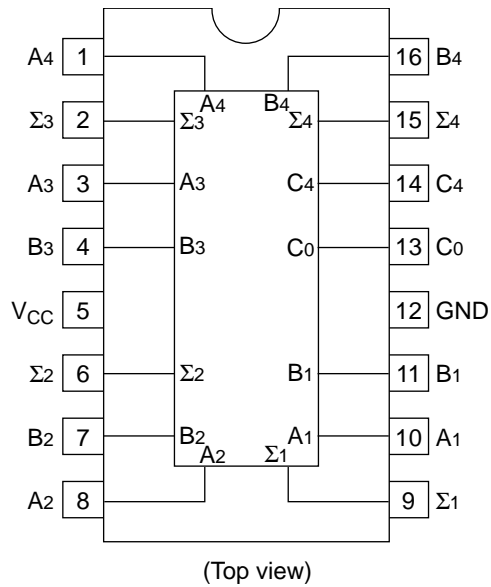 A4 1 16 B4
A4 B4
Σ3 2 Σ3 Σ4 15 Σ4
A3 3 A3 C4 14 C4
B3 4 B3 C0 13 C0
VCC 5 12 GND
Σ2 6 Σ2 B1 11 B1
B2 7 B2 A1 10 A1
A2 Σ1
A2 8 9 Σ1
(Top view)